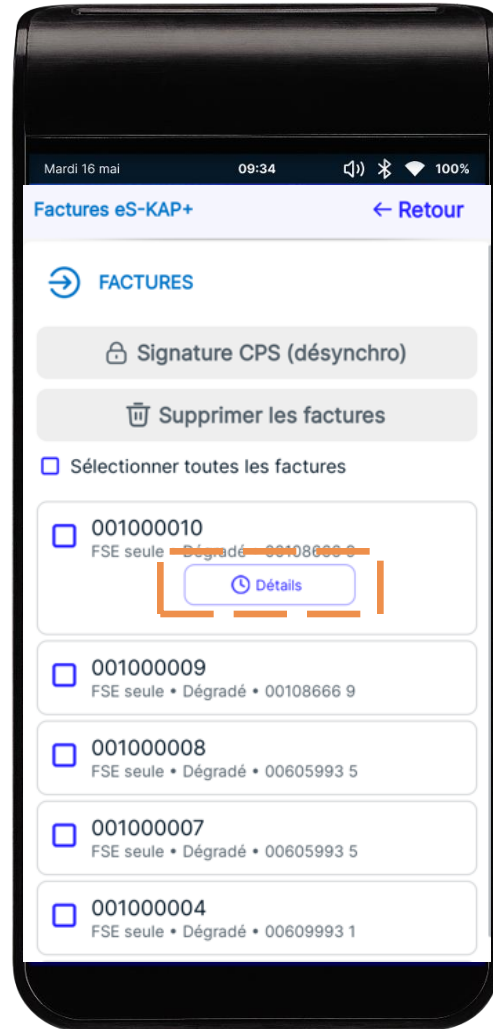 Mardi 16 mai 09:34 100%
Factures eS-KAP+ ← Retour
FACTURES
Signature CPS (désynchro)
Supprimer les factures
Sélectionner toutes les factures
001000010
FSE seule • Dégradé • 00108666 9
Détails
001000009
FSE seule • Dégradé • 00108666 9
001000008
FSE seule • Dégradé • 00605993 5
001000007
FSE seule • Dégradé • 00605993 5
001000004
FSE seule • Dégradé • 00609993 1